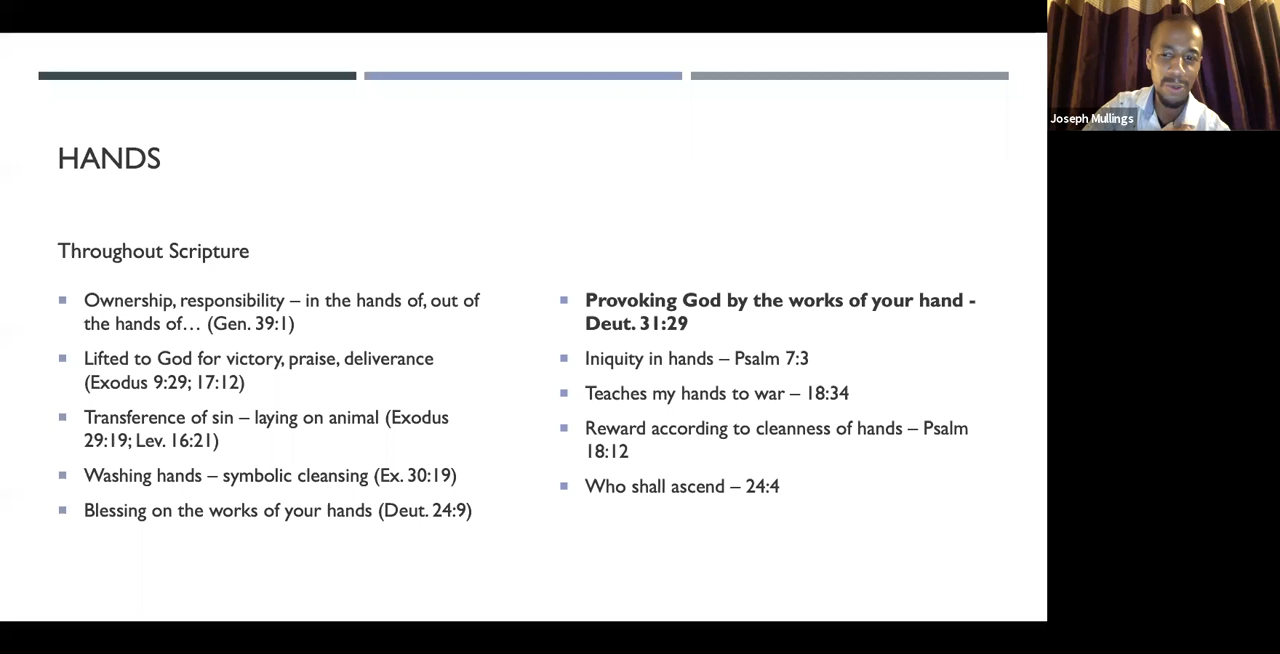 HANDS
Throughout Scripture
Ownership, responsibility – in the hands of, out of
the hands of… (Gen. 39:1)
Lifted to God for victory, praise, deliverance
(Exodus 9:29; 17:12)
Transference of sin – laying on animal (Exodus
29:19; Lev. 16:21)
Washing hands – symbolic cleansing (Ex. 30:19)
Blessing on the works of your hands (Deut. 24:9)
Provoking God by the works of your hand -
Deut. 31:29
Iniquity in hands – Psalm 7:3
Teaches my hands to war – 18:34
Reward according to cleanness of hands – Psalm
18:12
Who shall ascend – 24:4
Joseph Mullings